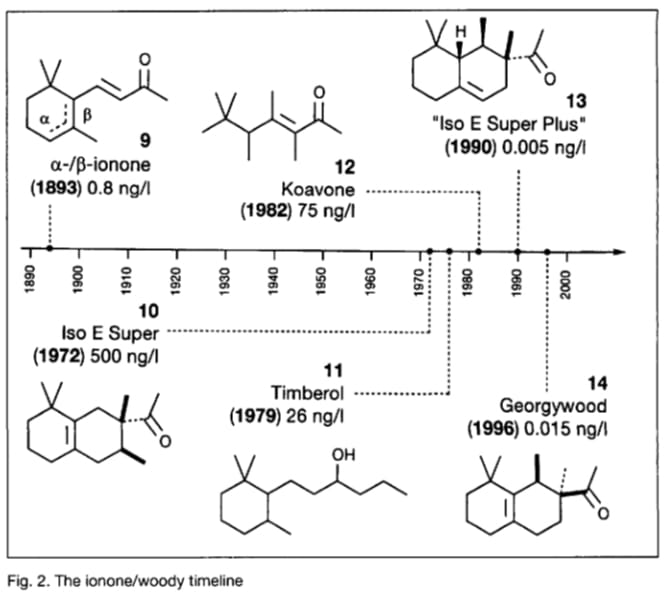 H
O
O
O
α
β
9
13
"Iso E Super Plus"
(1990) 0.005 ng/l
α-/β-ionone
(1893) 0.8 ng/l
12
Koavone
(1982) 75 ng/l
1890
1900
1910
1920
1930
1940
1950
1960
1970
1980
1990
2000
10
Iso E Super
(1972) 500 ng/l
11
Timberol
(1979) 26 ng/l
14
Georgywood
(1996) 0.015 ng/l
O
OH
O
Fig. 2. The ionone/woody timeline